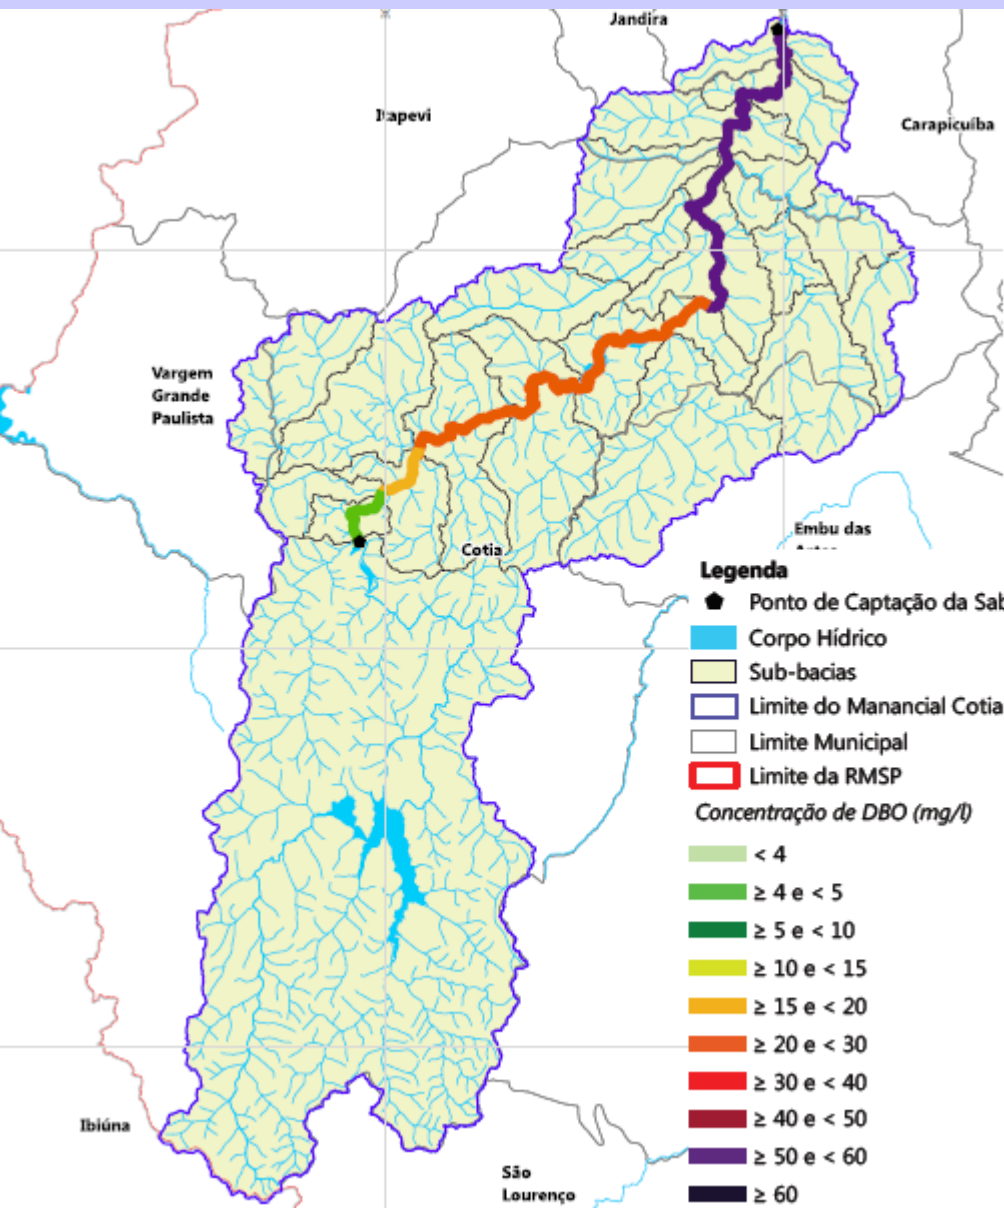 Jandira
Itapevi
Carapicuíba
Vargem
Grande
Paulista
Cotia
Embu das
Legenda
Ponto de Captação da Sab
Corpo Hídrico
Sub-bacias
Limite do Manancial Cotia
Limite Municipal
Limite da RMSP
Concentração de DBO (mg/l)
< 4
≥ 4 e < 5
≥ 5 e < 10
≥ 10 e < 15
≥ 15 e < 20
≥ 20 e < 30
≥ 30 e < 40
≥ 40 e < 50
≥ 50 e < 60
≥ 60
Ibiúna
São
Lourenço